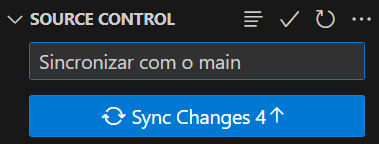 SOURCE CONTROL
Sincronizar com o main
Sync Changes 4↑